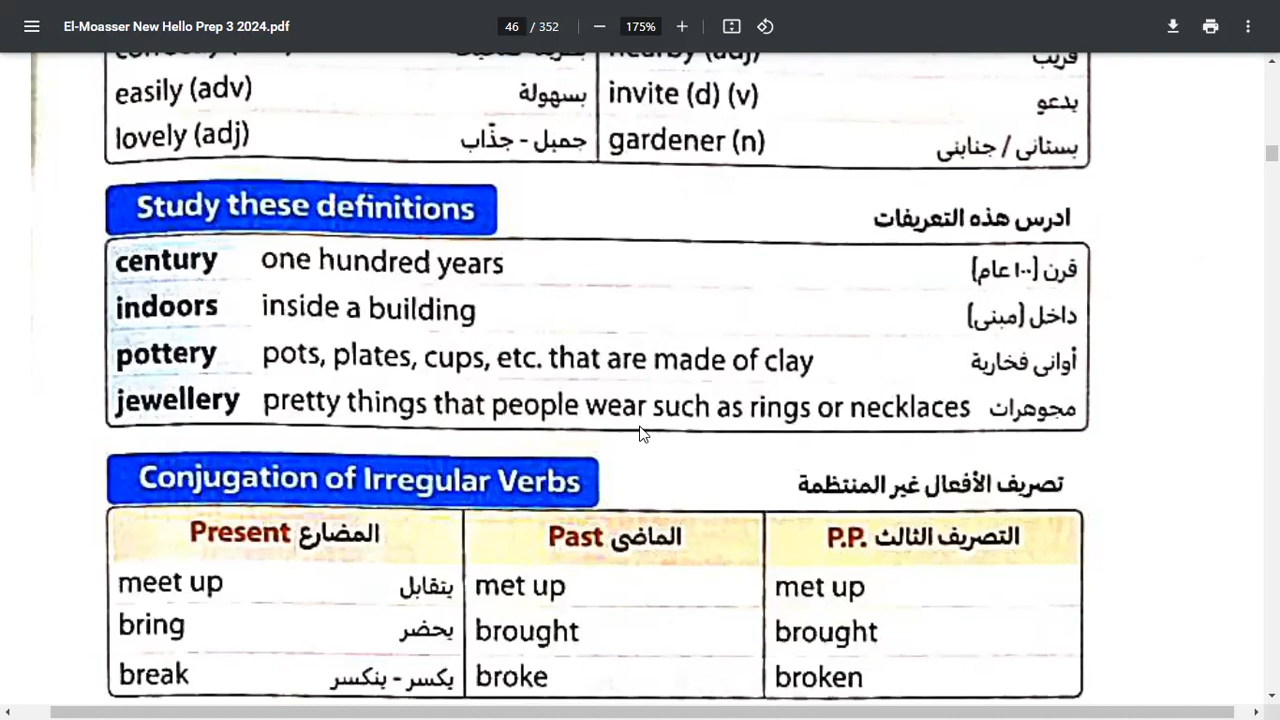 El-Moasser New Hello Prep 3 2024.pdf
46 / 352
175%
nearby (adj) قريب
easily (adv) بسهولة
invite (d) (v) يدعو
lovely (adj) جميل - جذّاب
gardener (n) بستانى / جناينى
Study these definitions ادرس هذه التعريفات
century one hundred years قرن (١٠٠ عام)
indoors inside a building داخل (مبنى)
pottery pots, plates, cups, etc. that are made of clay أوانى فخارية
jewellery pretty things that people wear such as rings or necklaces مجوهرات
Conjugation of Irregular Verbs تصريف الأفعال غير المنتظمة
Present المضارع Past الماضى P.P. التصريف الثالث
meet up يتقابل met up met up
bring يحضر brought brought
break يكسر - ينكسر broke broken